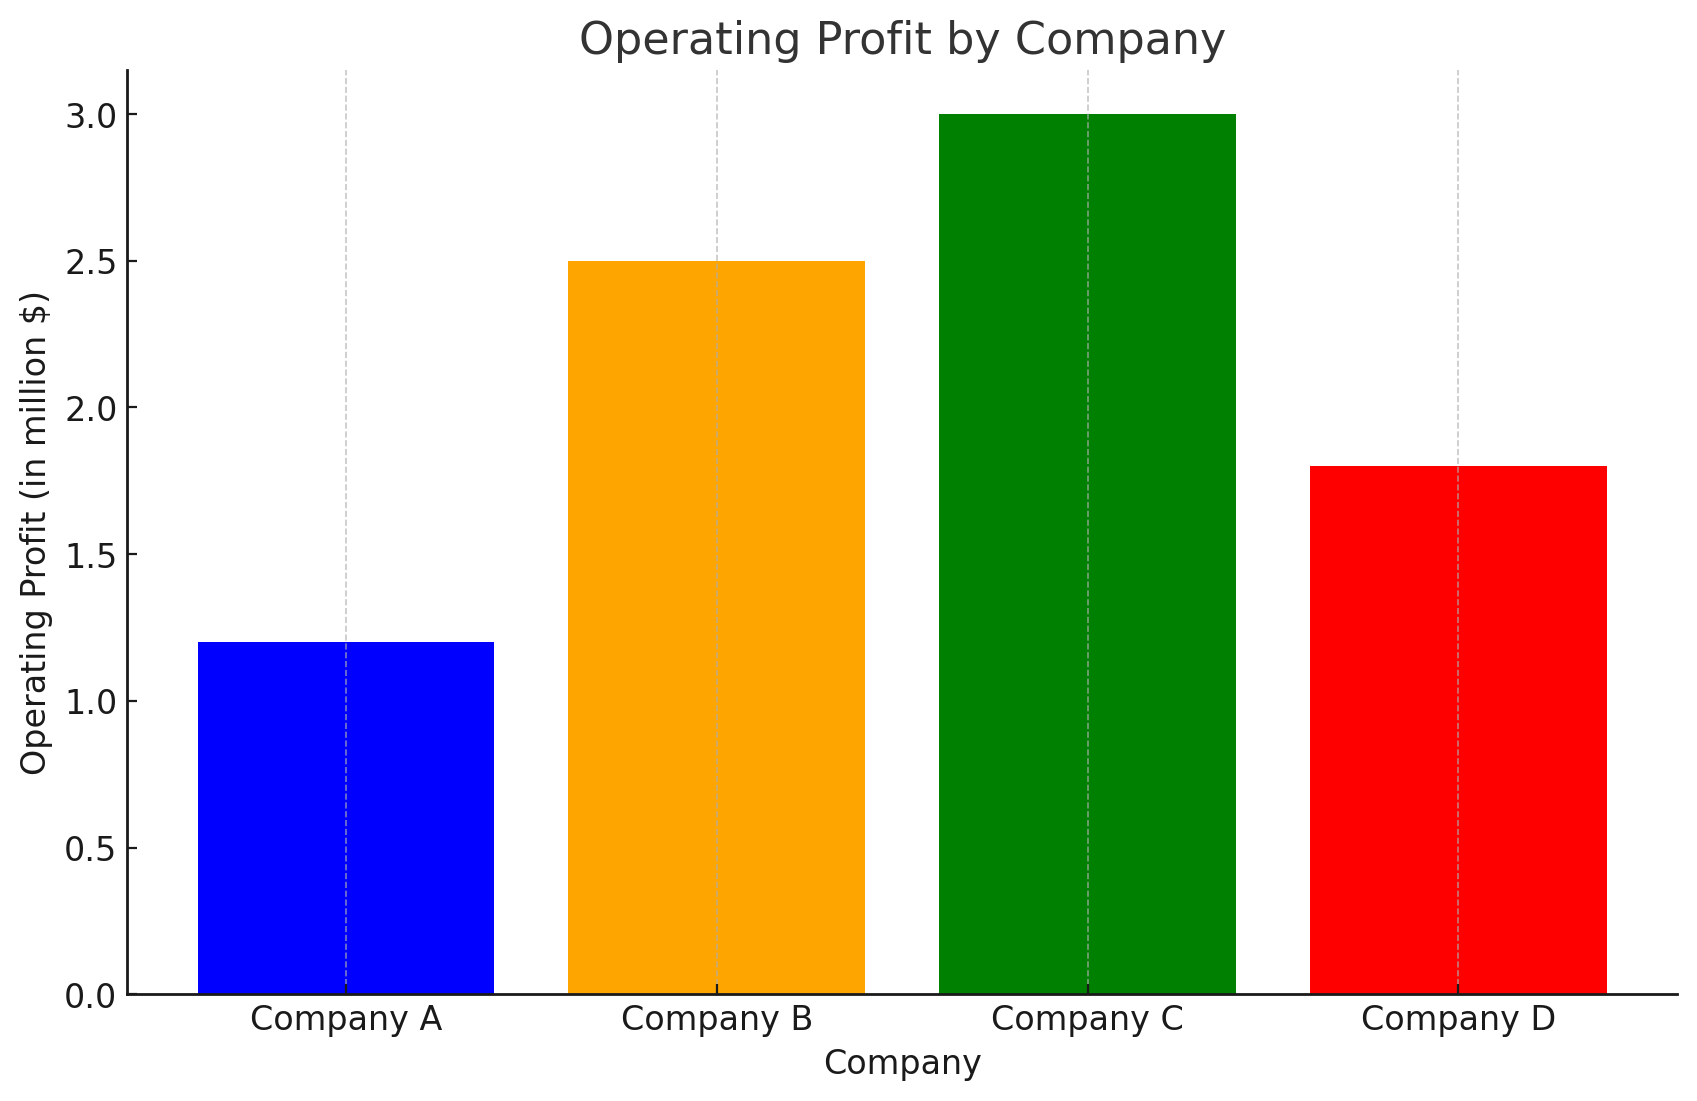 Operating Profit by Company
Operating Profit (in million $)
3.0
2.5
2.0
1.5
1.0
0.5
0.0
Company A
Company B
Company C
Company D
Company